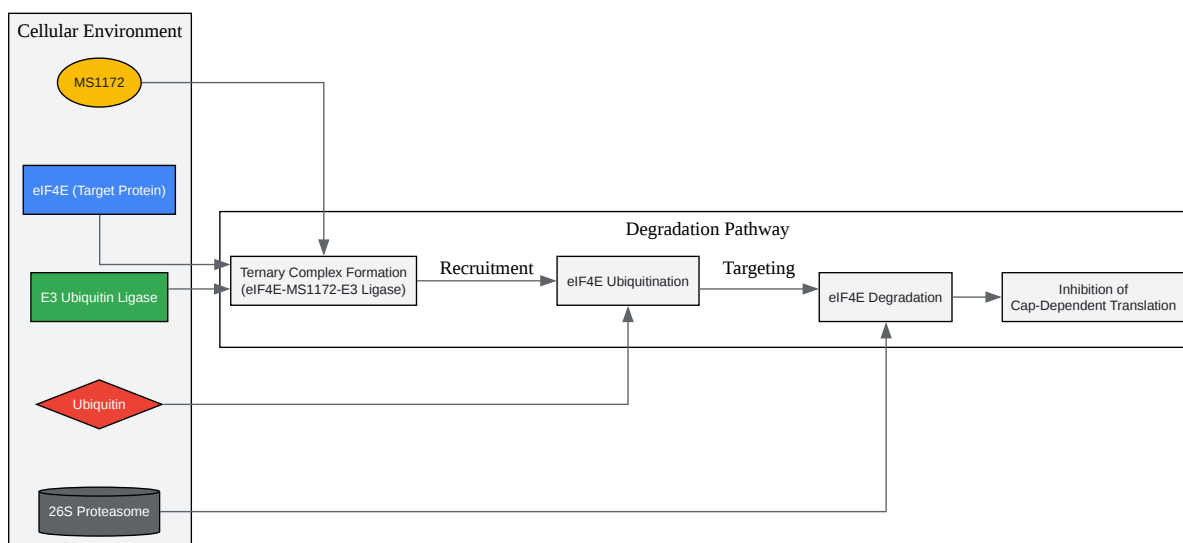 Cellular Environment
MS1172
eIF4E (Target Protein)
E3 Ubiquitin Ligase
Ubiquitin
26S Proteasome
Degradation Pathway
Ternary Complex Formation
(eIF4E-MS1172-E3 Ligase)
Recruitment
eIF4E Ubiquitination
Targeting
eIF4E Degradation
Inhibition of
Cap-Dependent Translation